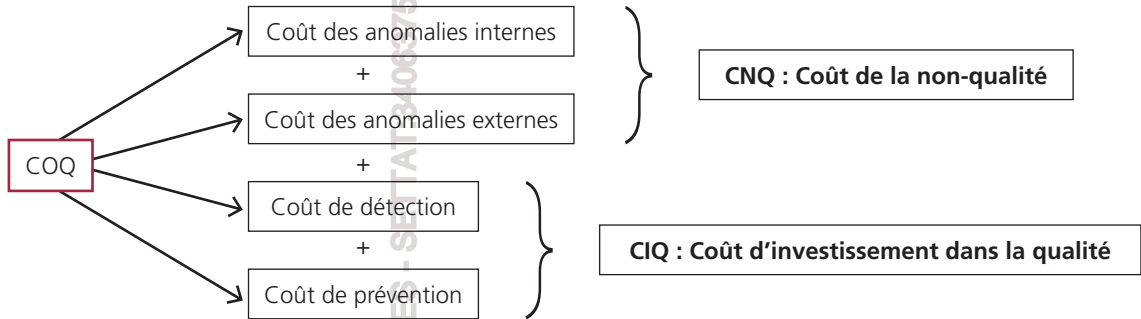 Coût des anomalies internes
+
CNQ : Coût de la non-qualité
Coût des anomalies externes
COQ
+
Coût de détection
+
CIQ : Coût d'investissement dans la qualité
Coût de prévention